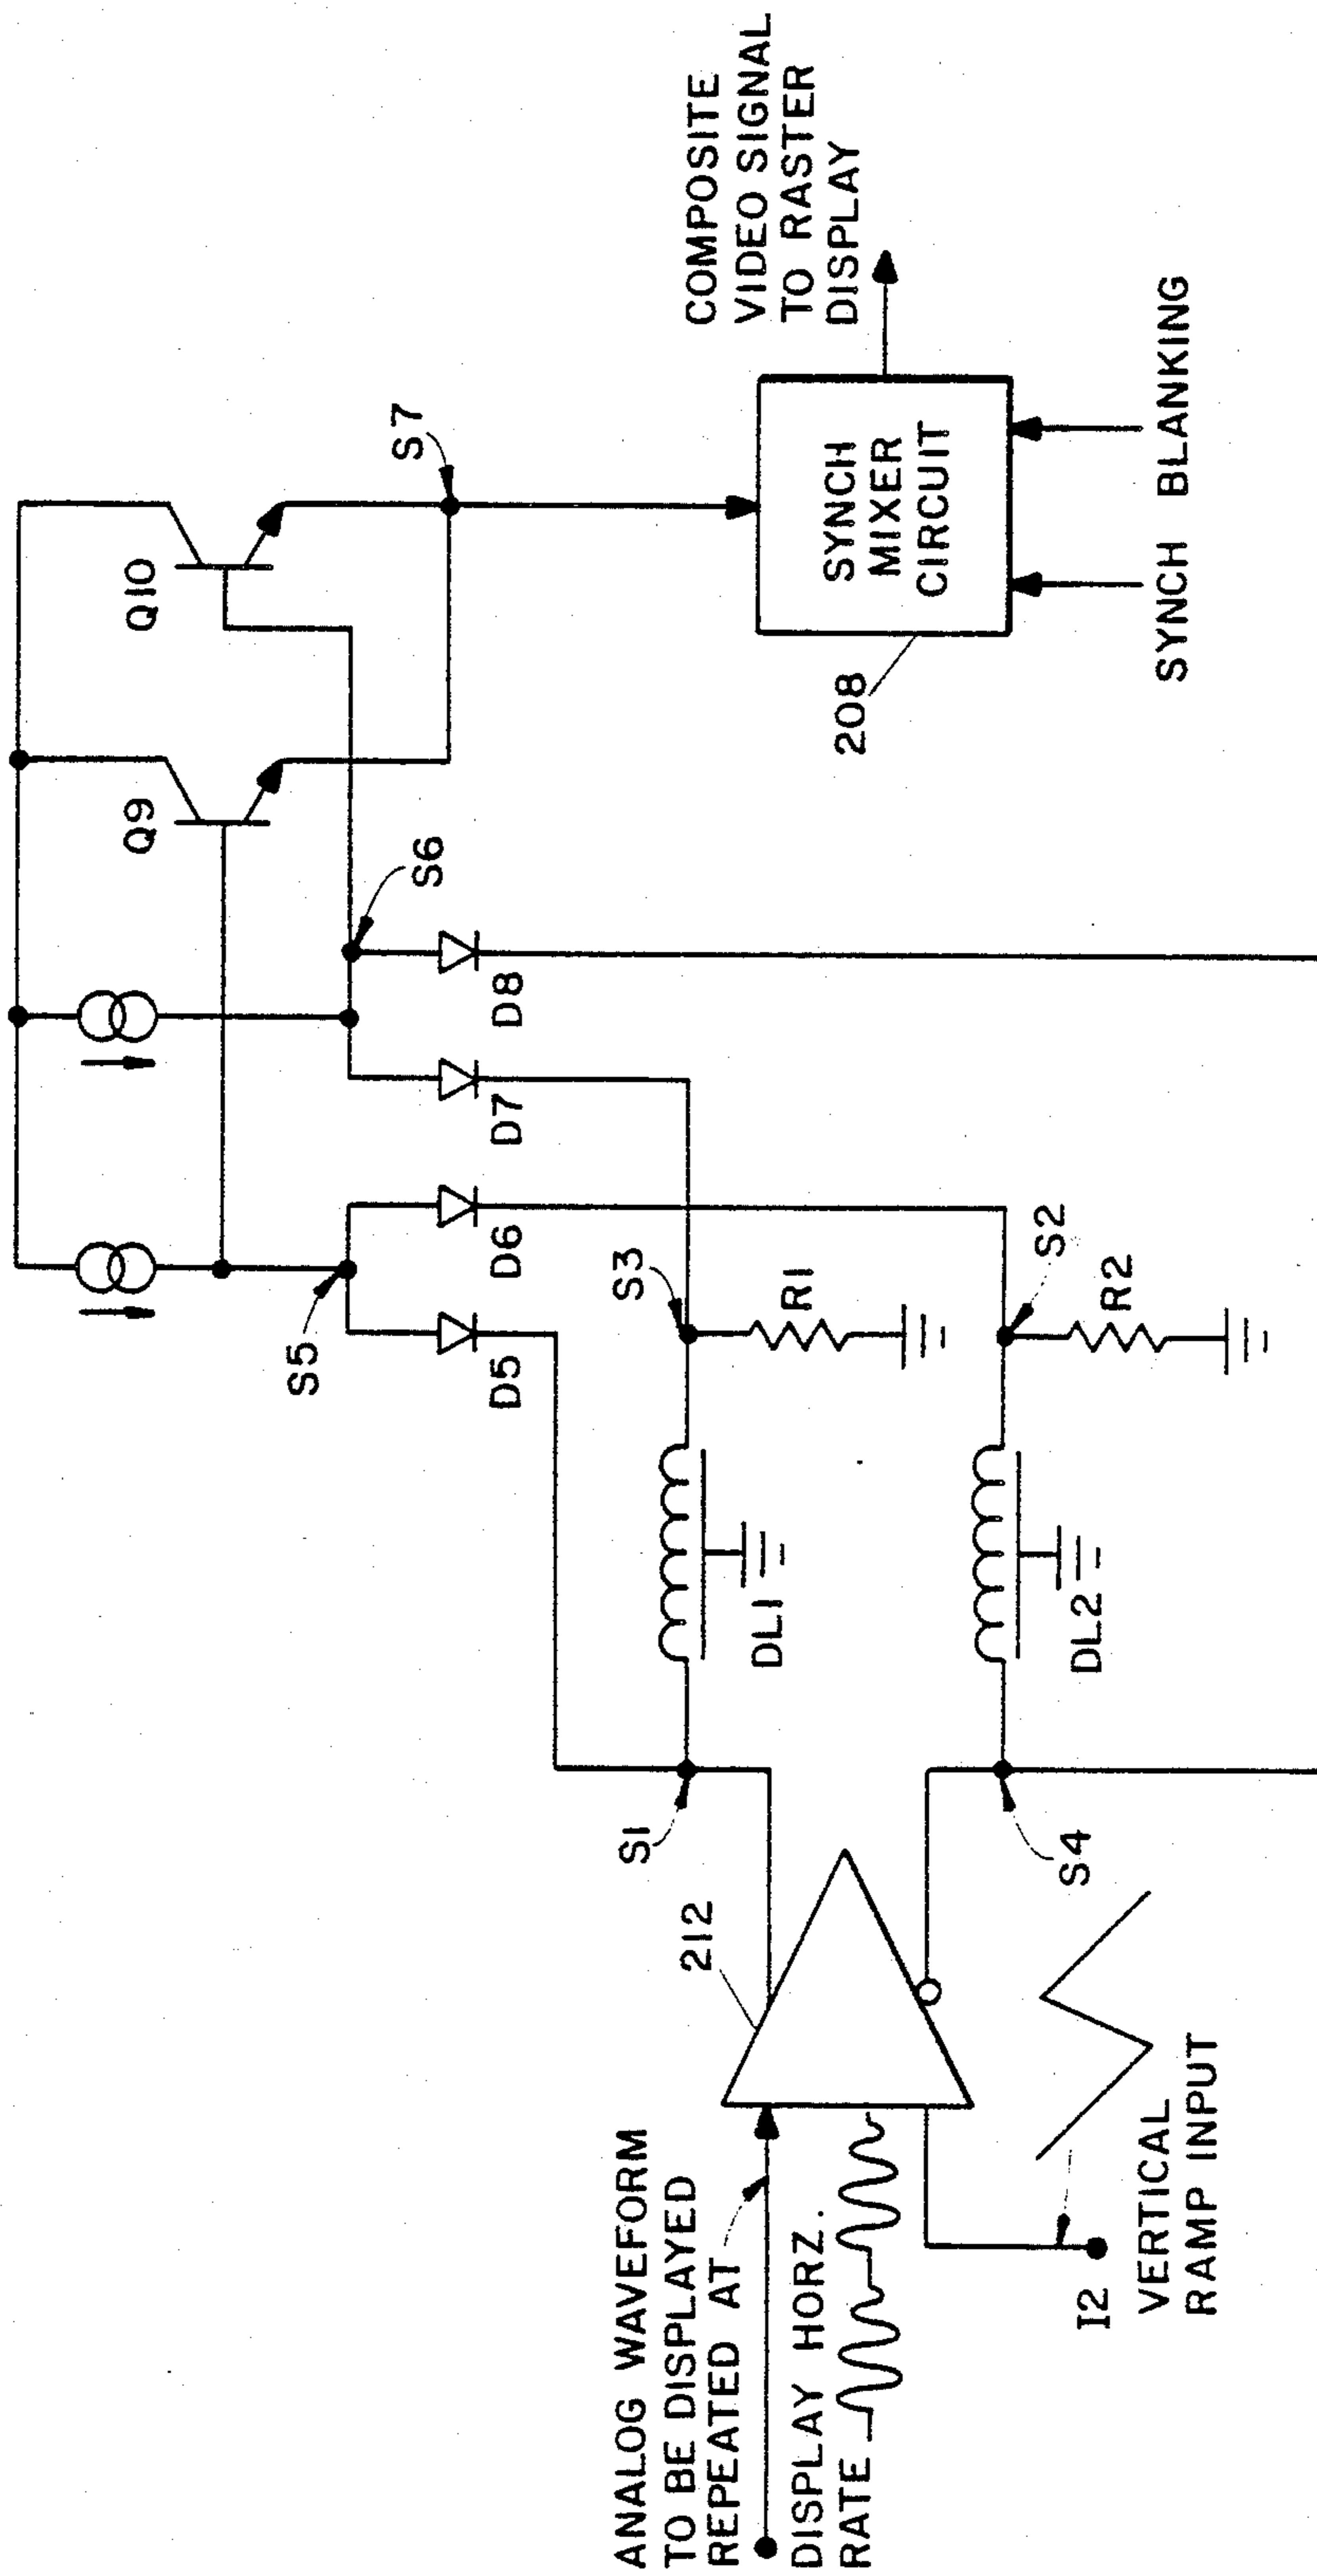 Q9
Q10
S7
S5
S6
D5
D6
D7
D8
S1
S3
R1
DL1
S2
R2
DL2
S4
212
ANALOG WAVEFORM
TO BE DISPLAYED
REPEATED AT
DISPLAY HORZ.
RATE
I2
VERTICAL
RAMP INPUT
208
SYNCH
MIXER
CIRCUIT
COMPOSITE
VIDEO SIGNAL
TO RASTER
DISPLAY
SYNCH BLANKING